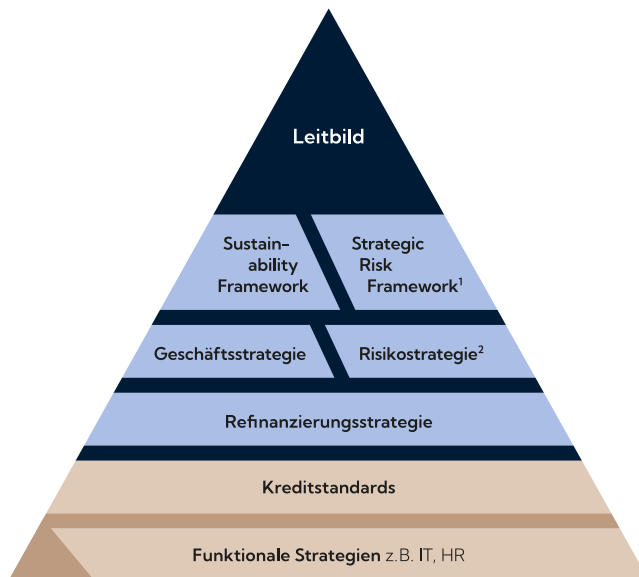 Leitbild
Sustain-
ability
Framework
Strategic
Risk
Framework¹
Geschäftsstrategie
Risikostrategie²
Refinanzierungsstrategie
Kreditstandards
Funktionale Strategien z.B. IT, HR